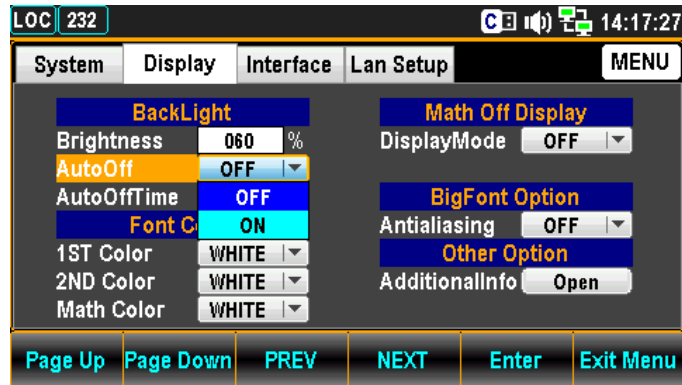 LOC 232 C 14:17:27
System Display Interface Lan Setup MENU
BackLight
Brightness 060 %
AutoOff OFF
AutoOffTime OFF
ON
Font C
1ST Color WHITE
2ND Color WHITE
Math Color WHITE
Math Off Display
DisplayMode OFF
BigFont Option
Antialiasing OFF
Other Option
AdditionalInfo Open
Page Up Page Down PREV NEXT Enter Exit Menu